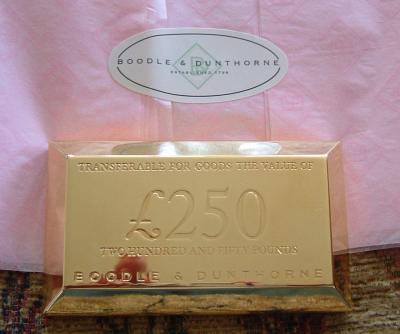 BOODLE & DUNTHORNE
ESTABLISHED 1798
TRANSFERABLE FOR GOODS THE VALUE OF
£250
TWO HUNDRED AND FIFTY POUNDS
BOODLE & DUNTHORNE